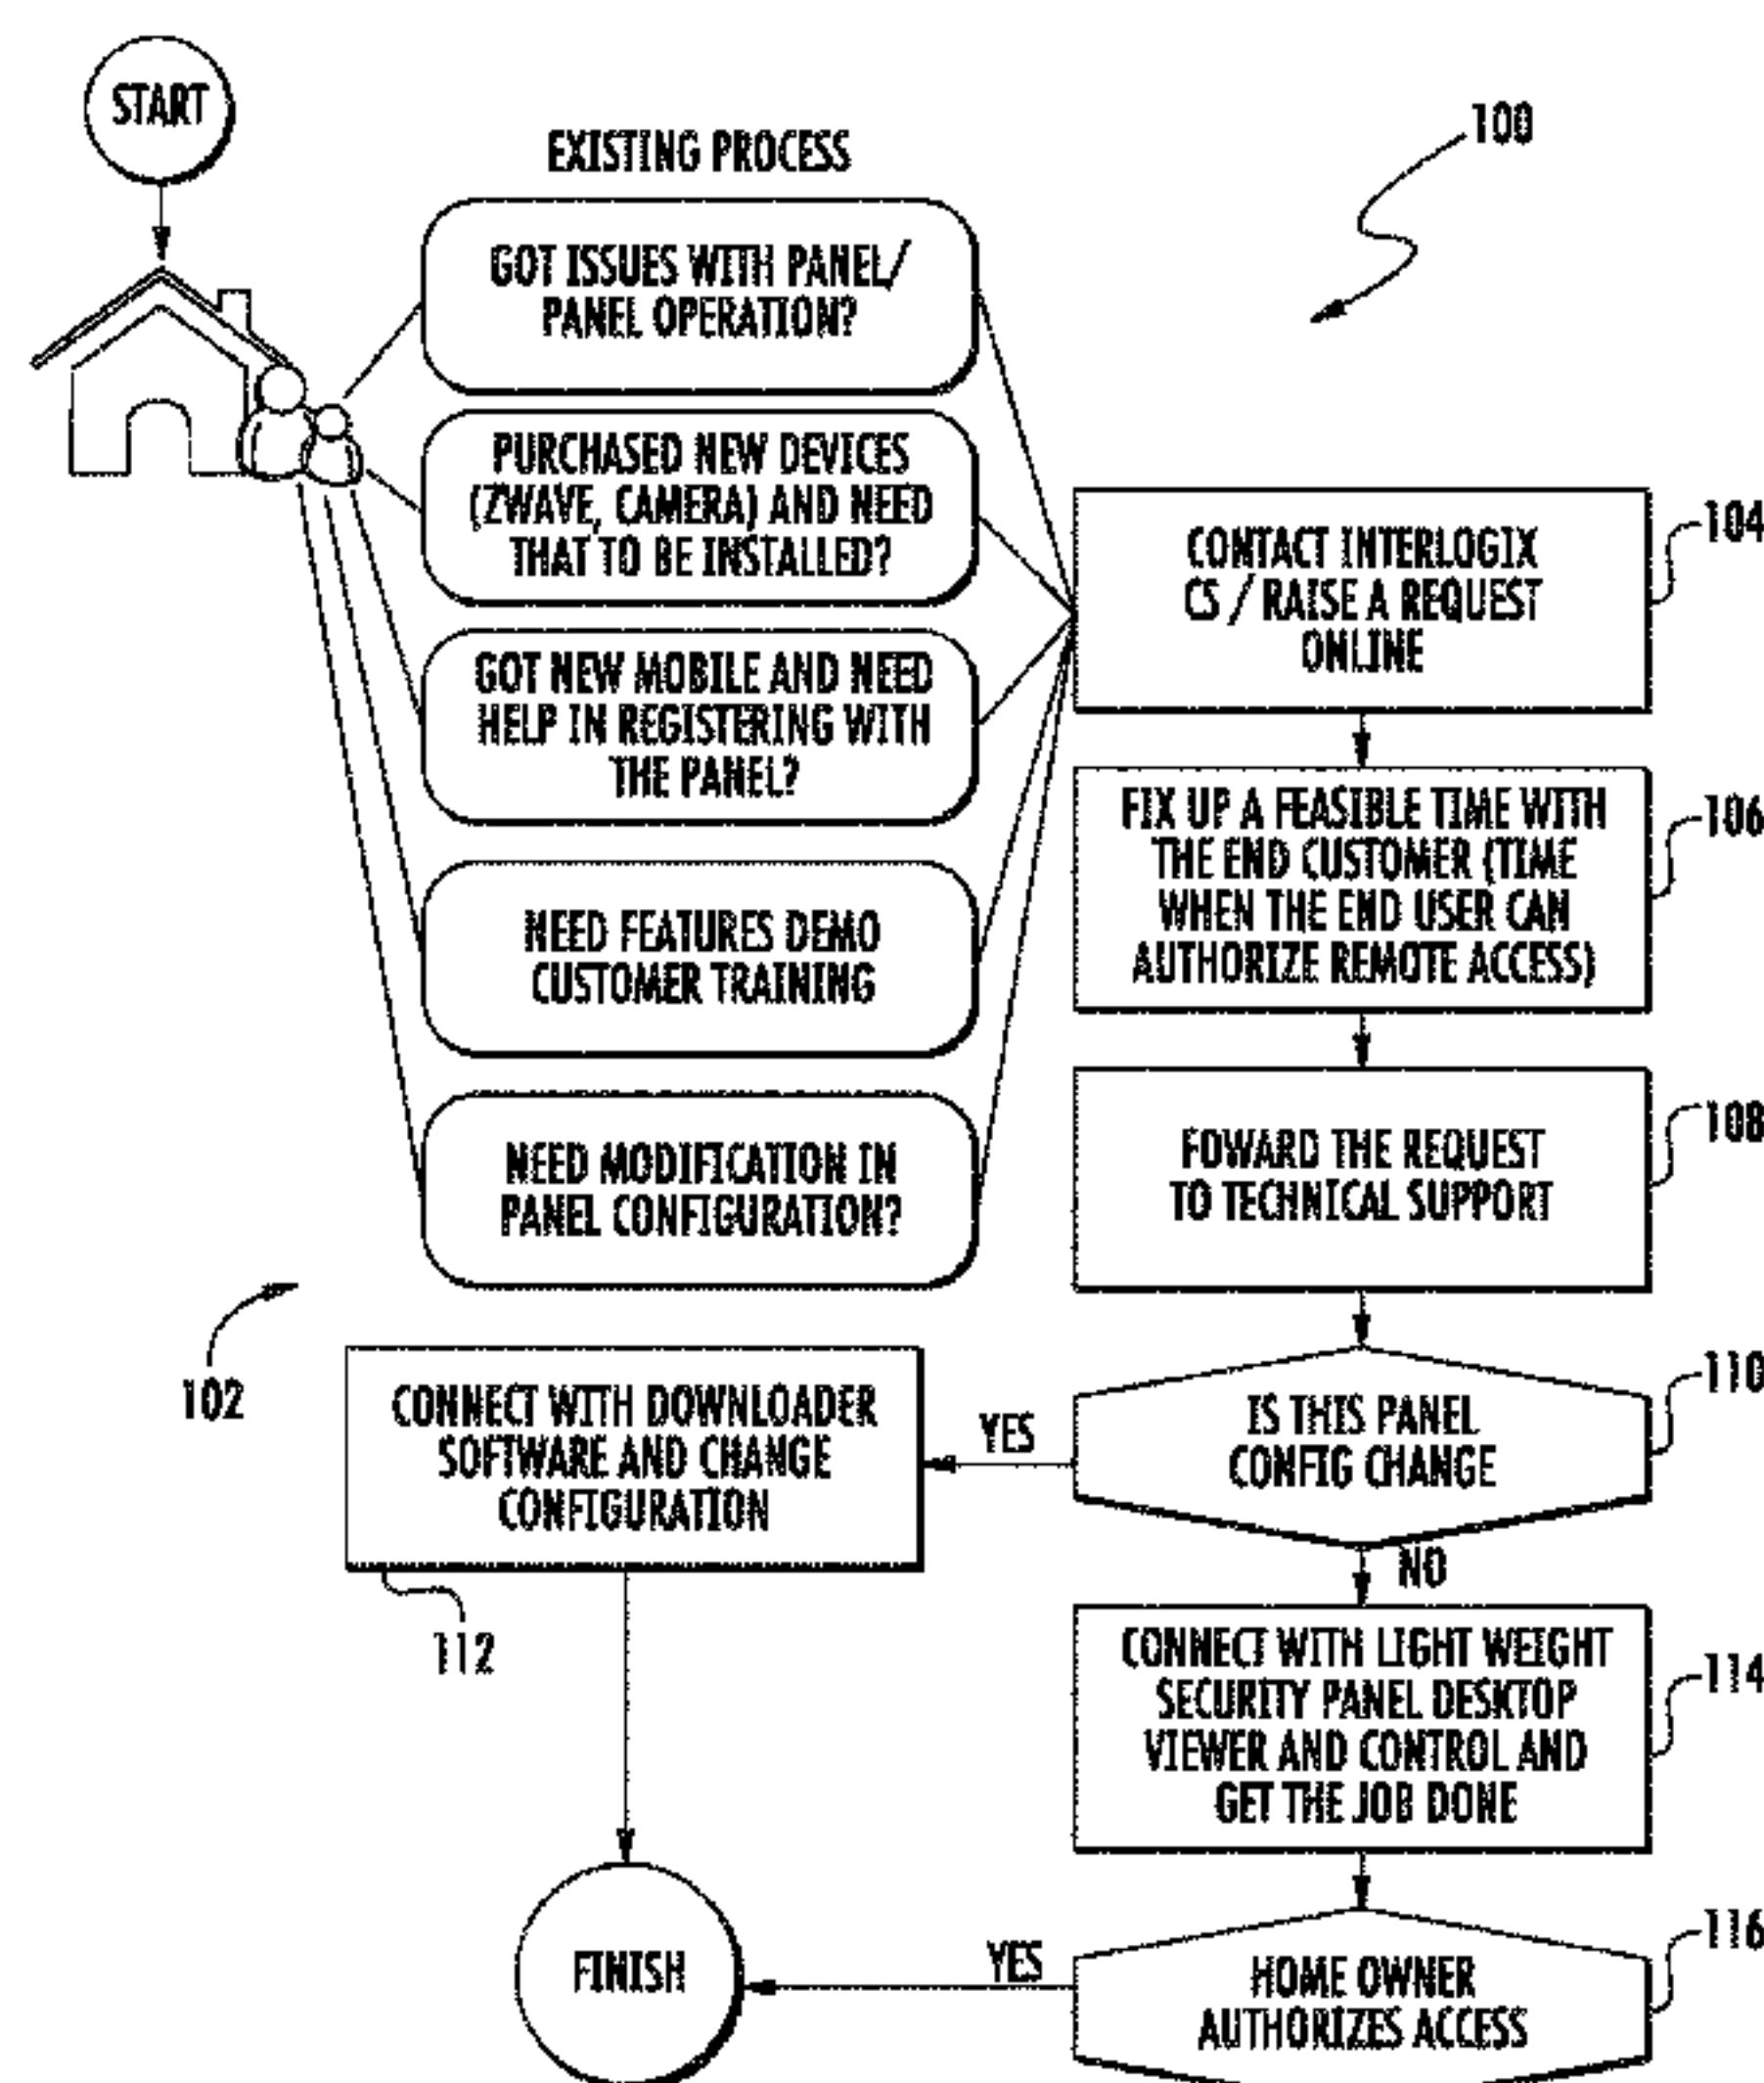 START
EXISTING PROCESS
100
GOT ISSUES WITH PANEL/
PANEL OPERATION?
PURCHASED NEW DEVICES
(ZWAVE, CAMERA) AND NEED
THAT TO BE INSTALLED?
GOT NEW MOBILE AND NEED
HELP IN REGISTERING WITH
THE PANEL?
NEED FEATURES DEMO
CUSTOMER TRAINING
NEED MODIFICATION IN
PANEL CONFIGURATION?
102
CONTACT INTERLOGIX
CS / RAISE A REQUEST
ONLINE
104
FIX UP A FEASIBLE TIME WITH
THE END CUSTOMER (TIME
WHEN THE END USER CAN
AUTHORIZE REMOTE ACCESS)
106
FOWARD THE REQUEST
TO TECHNICAL SUPPORT
108
IS THIS PANEL
CONFIG CHANGE
110
YES
CONNECT WITH DOWNLOADER
SOFTWARE AND CHANGE
CONFIGURATION
112
NO
CONNECT WITH LIGHT WEIGHT
SECURITY PANEL DESKTOP
VIEWER AND CONTROL AND
GET THE JOB DONE
114
HOME OWNER
AUTHORIZES ACCESS
116
YES
FINISH